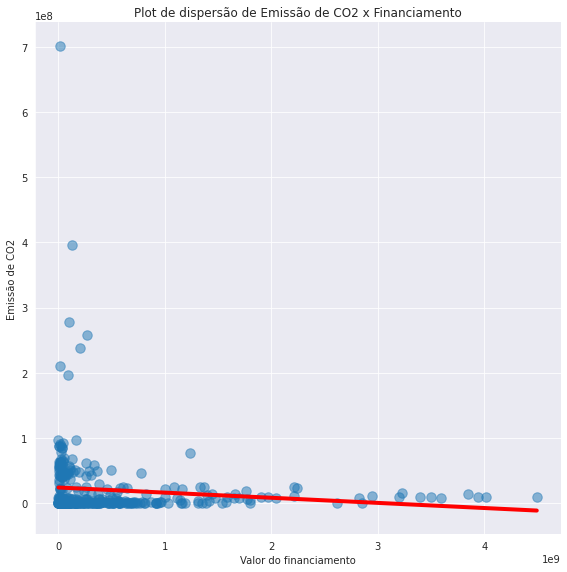 Plot de dispersão de Emissão de CO2 x Financiamento
1e8
7
6
5
4
3
2
1
0
Emissão de CO2
0 1 2 3 4
1e9
Valor do financiamento